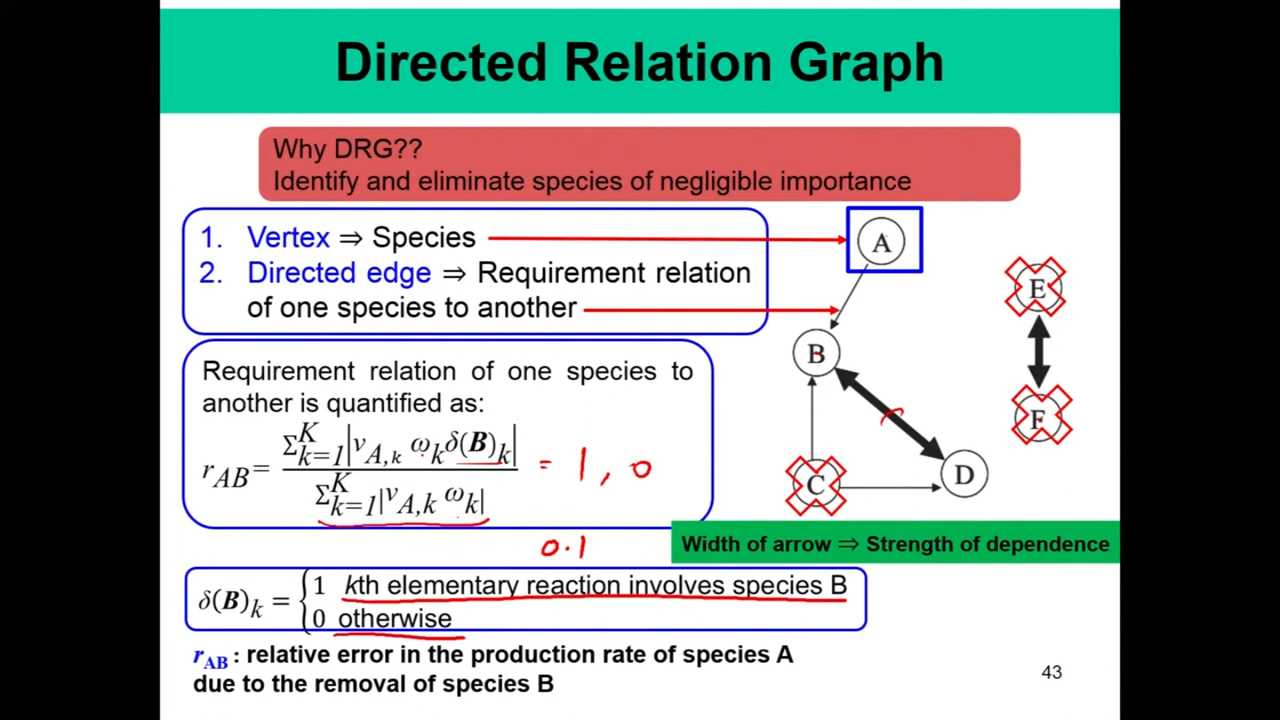 Directed Relation Graph
Why DRG??
Identify and eliminate species of negligible importance
1. Vertex ⇒ Species
2. Directed edge ⇒ Requirement relation
of one species to another
A
E
B
F
C
D
Requirement relation of one species to
another is quantified as:
r_AB = Σ_{k=1}^{K} |ν_{A,k} ω_k δ(B)_k| / Σ_{k=1}^{K} |ν_{A,k} ω_k| = 1, 0
0.1
Width of arrow ⇒ Strength of dependence
δ(B)_k = { 1 kth elementary reaction involves species B
0 otherwise
r_AB : relative error in the production rate of species A
due to the removal of species B
43